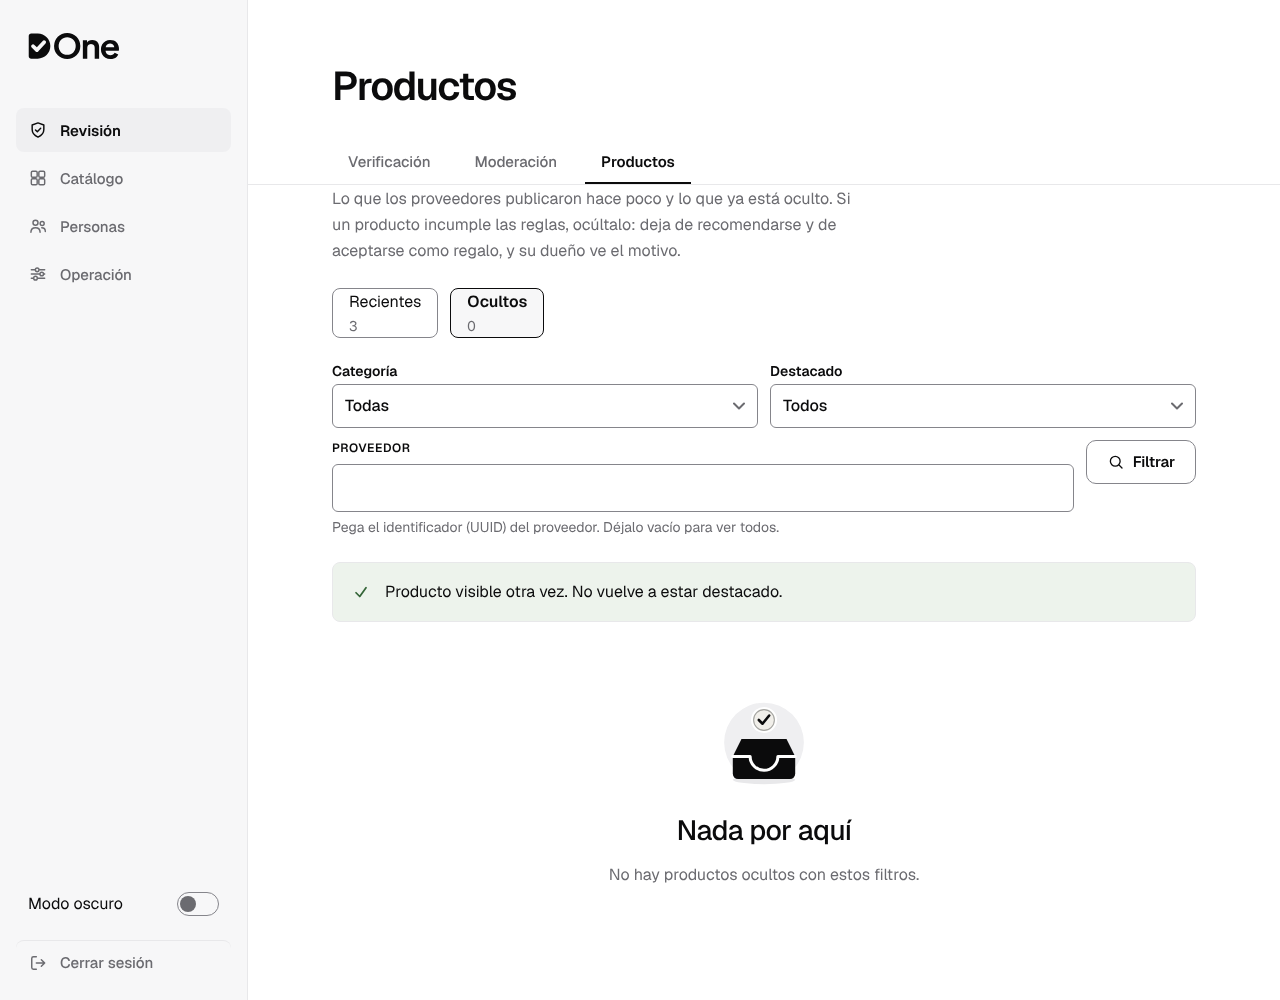 One
Revisión
Catálogo
Personas
Operación
Modo oscuro
Cerrar sesión
Productos
Verificación
Moderación
Productos
Lo que los proveedores publicaron hace poco y lo que ya está oculto. Si
un producto incumple las reglas, ocúltalo: deja de recomendarse y de
aceptarse como regalo, y su dueño ve el motivo.
Recientes
3
Ocultos
0
Categoría
Todas
Destacado
Todos
PROVEEDOR
Filtrar
Pega el identificador (UUID) del proveedor. Déjalo vacío para ver todos.
Producto visible otra vez. No vuelve a estar destacado.
Nada por aquí
No hay productos ocultos con estos filtros.